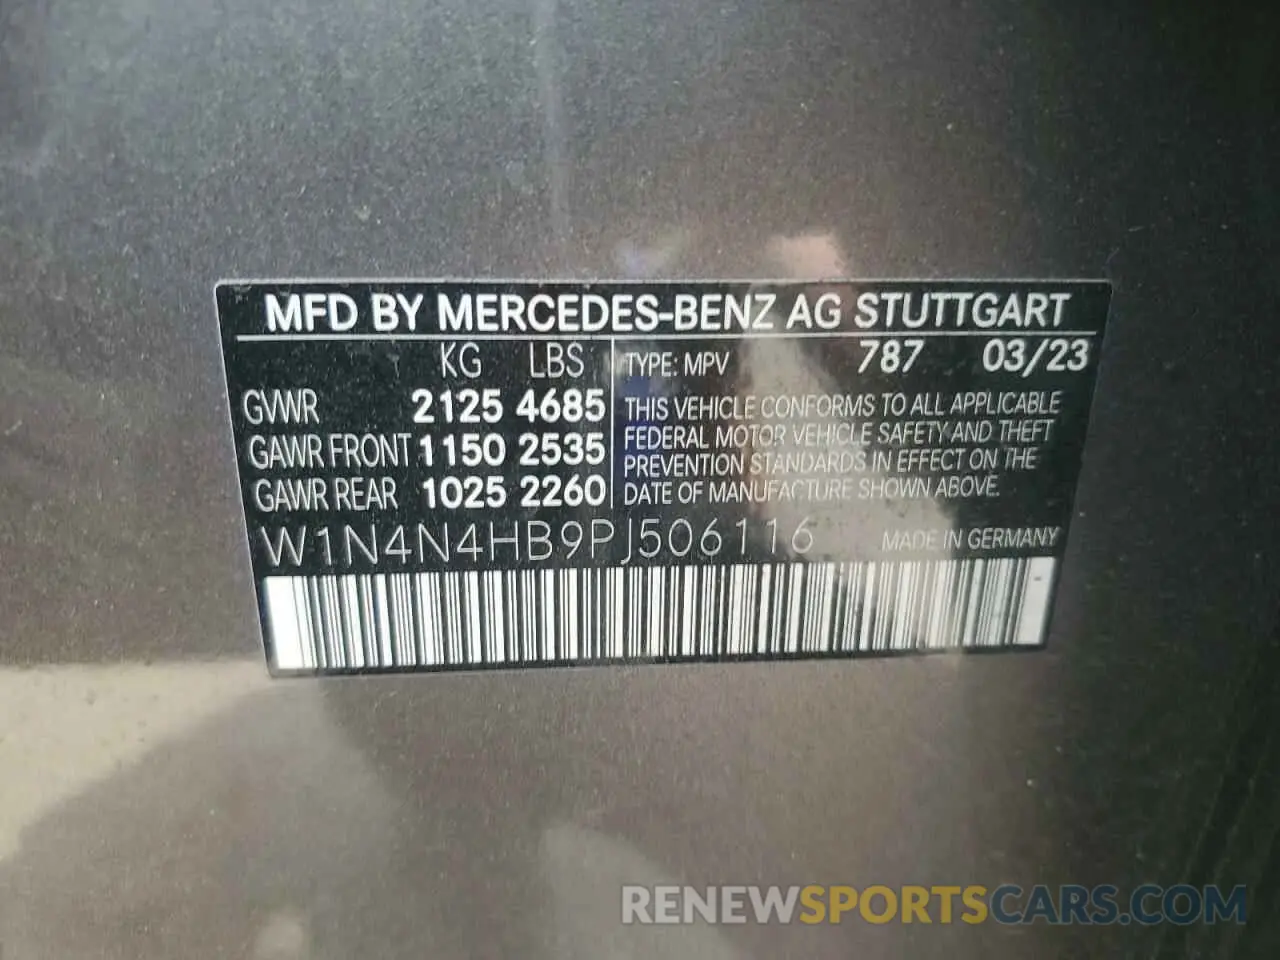 MFD BY MERCEDES-BENZ AG STUTTGART
KG LBS TYPE: MPV 787 03/23
GVWR 2125 4685 THIS VEHICLE CONFORMS TO ALL APPLICABLE
GAWR FRONT 1150 2535 FEDERAL MOTOR VEHICLE SAFETY AND THEFT
PREVENTION STANDARDS IN EFFECT ON THE
GAWR REAR 1025 2260 DATE OF MANUFACTURE SHOWN ABOVE.
W1N4N4HB9PJ506116 MADE IN GERMANY
RENEWSPORTSCARS.COM